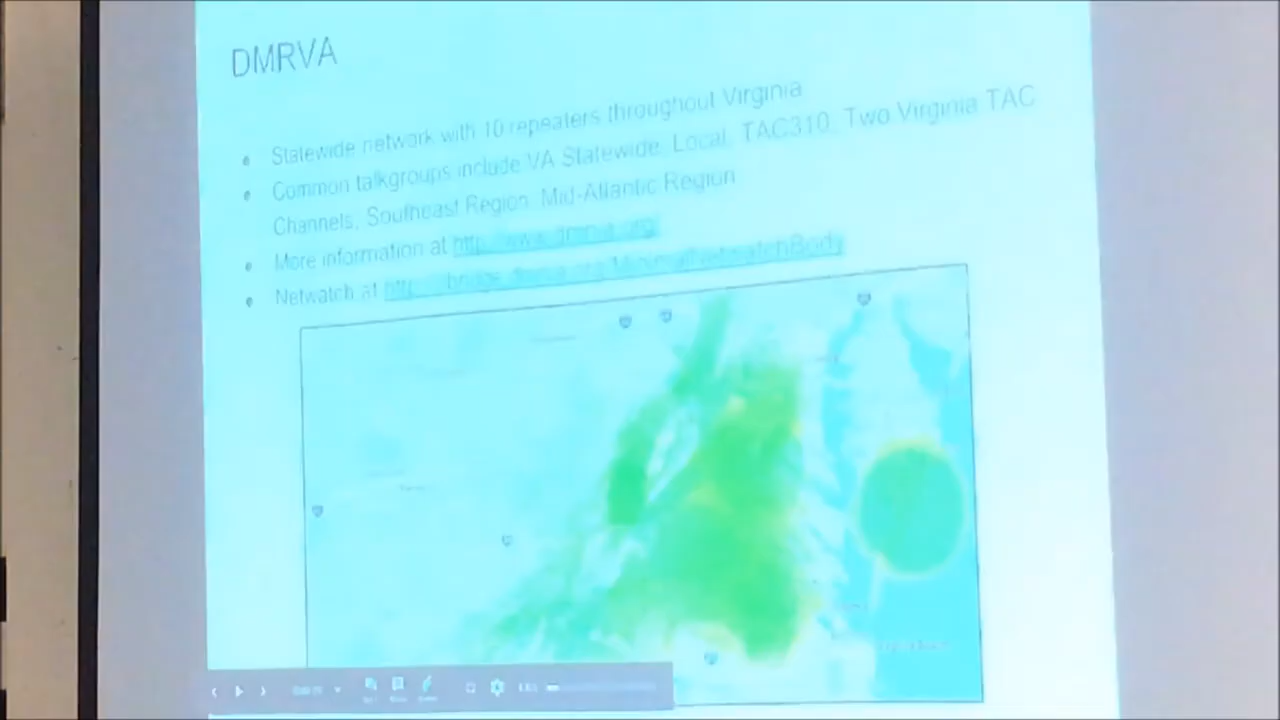 DMRVA
Statewide network with 10 repeaters throughout Virginia
Common talkgroups include VA Statewide, Local, TAC310, Two Virginia TAC
Channels, Southeast Region, Mid-Atlantic Region
More information at
Netwatch at